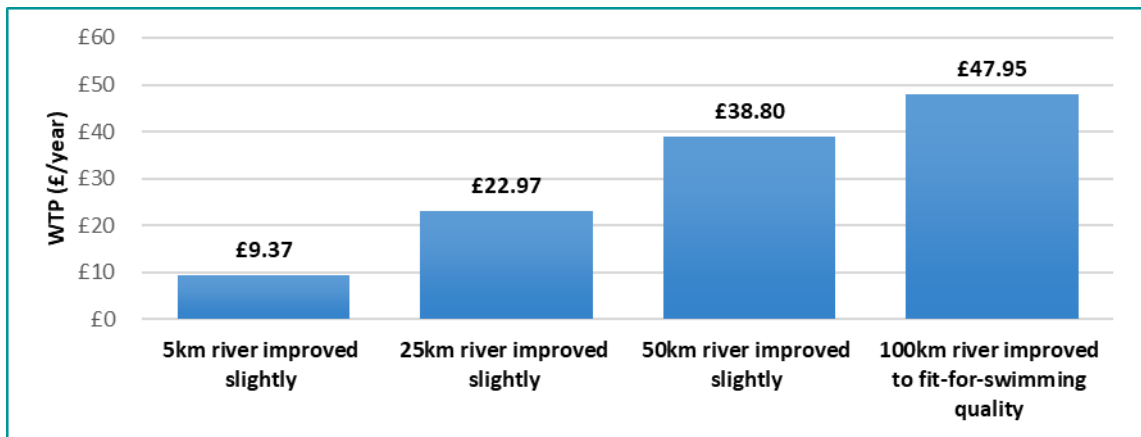 £60
£50
£40
£30
£20
£10
£0
WTP (£/year)
£9.37
£22.97
£38.80
£47.95
5km river improved
slightly
25km river improved
slightly
50km river improved
slightly
100km river improved
to fit-for-swimming
quality